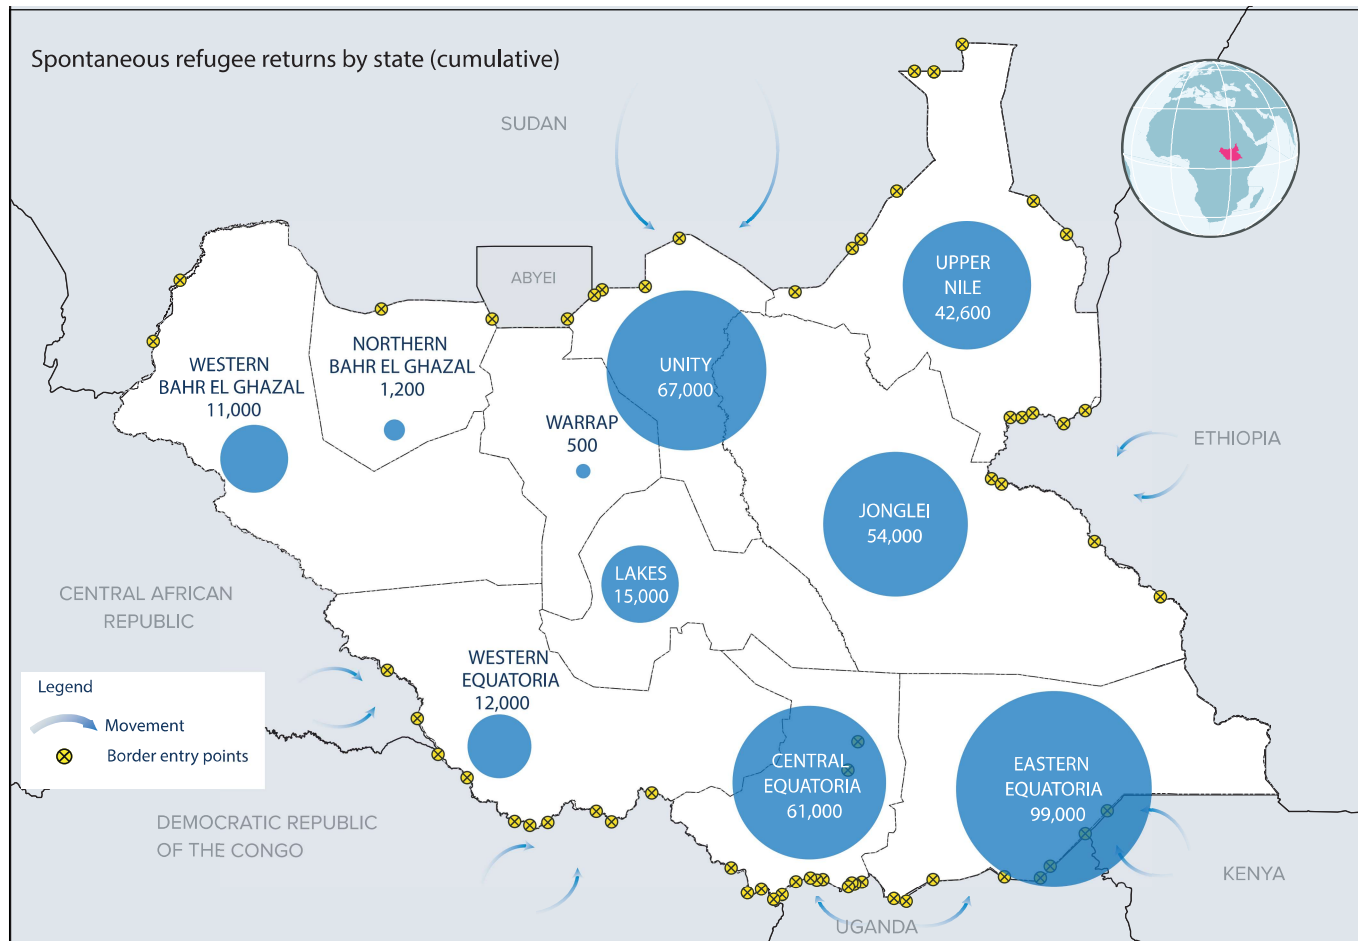 Spontaneous refugee returns by state (cumulative)
SUDAN
ABYEI
UPPER
NILE
42,600
NORTHERN
BAHR EL GHAZAL
1,200
WESTERN
BAHR EL GHAZAL
11,000
UNITY
67,000
WARRAP
500
ETHIOPIA
JONGLEI
54,000
LAKES
15,000
CENTRAL AFRICAN
REPUBLIC
WESTERN
EQUATORIA
12,000
Legend
Movement
Border entry points
CENTRAL
EQUATORIA
61,000
EASTERN
EQUATORIA
99,000
DEMOCRATIC REPUBLIC
OF THE CONGO
KENYA
UGANDA